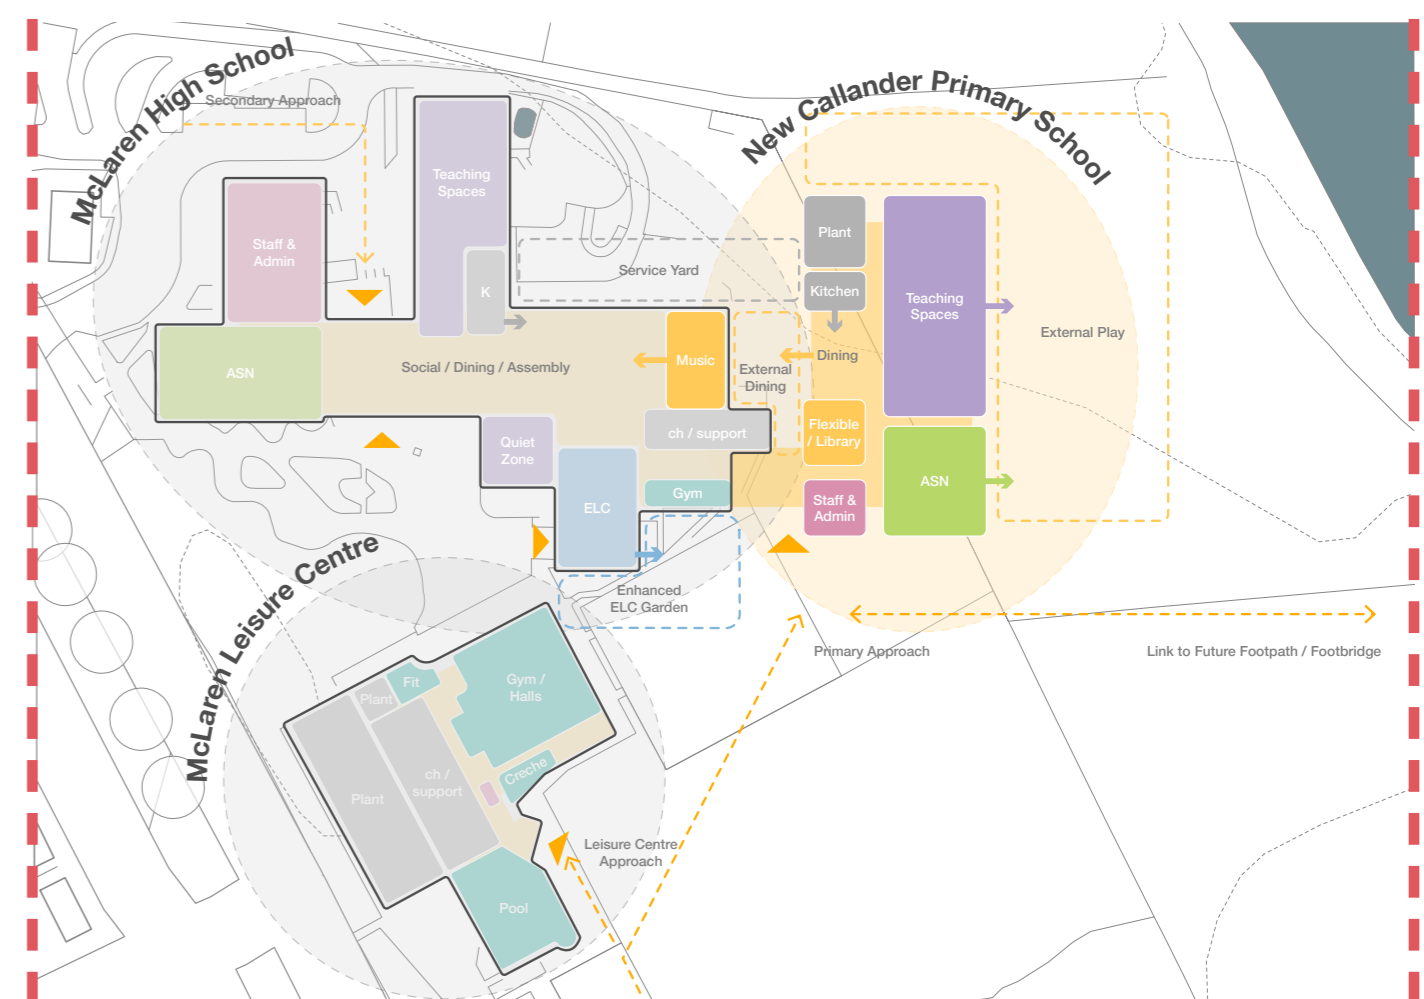 McLaren High School
Secondary Approach
New Callander Primary School
Teaching
Spaces
Staff &
Admin
K
Service Yard
Plant
Kitchen
Teaching
Spaces
External Play
ASN
Social / Dining / Assembly
Music
External
Dining
Dining
Quiet
Zone
ch / support
Flexible
/ Library
ELC
Gym
Staff &
Admin
ASN
Enhanced
ELC Garden
Primary Approach
Link to Future Footpath / Footbridge
McLaren Leisure Centre
Fit
Plant
Gym /
Halls
Creche
ch /
support
Plant
Leisure Centre
Approach
Pool